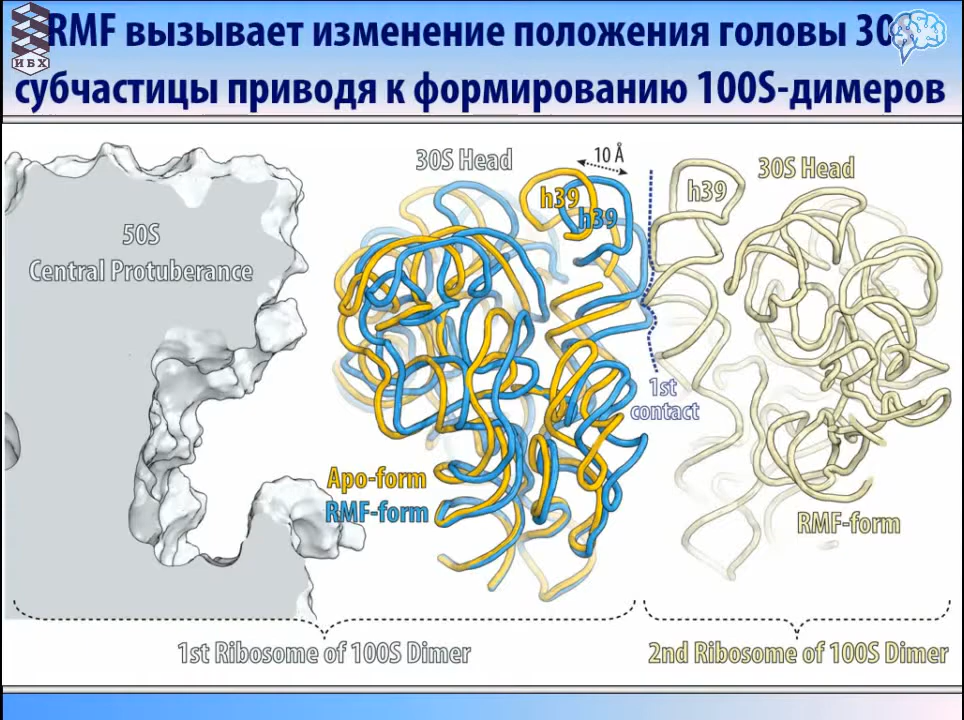 RMF вызывает изменение положения головы 30
субчастицы приводя к формированию 100S-димеров
ИБХ
30S Head
10 Å
30S Head
h39
h39
h39
50S
Central Protuberance
1st
contact
Apo-form
RMF-form
RMF-form
1st Ribosome of 100S Dimer
2nd Ribosome of 100S Dimer